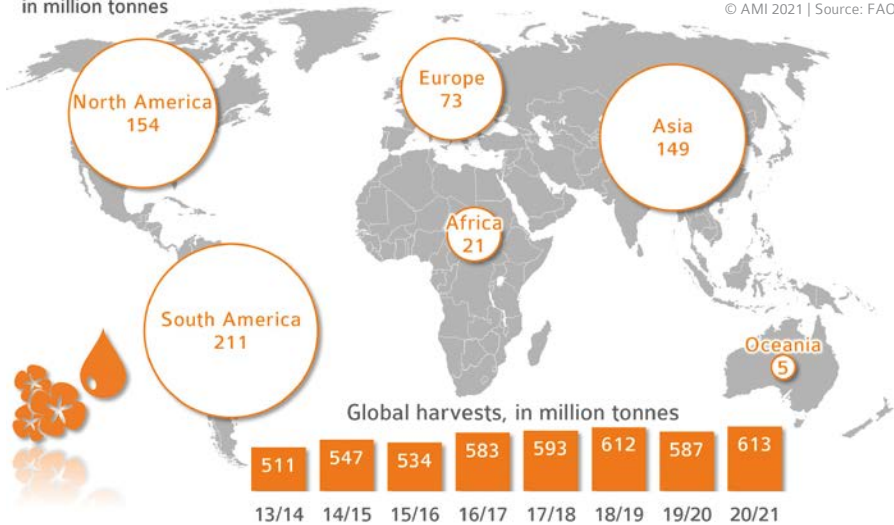 in million tonnes
© AMI 2021 | Source: FAO
North America
154
Europe
73
Asia
149
Africa
21
South America
211
Oceania
5
Global harvests, in million tonnes
511 547 534 583 593 612 587 613
13/14 14/15 15/16 16/17 17/18 18/19 19/20 20/21